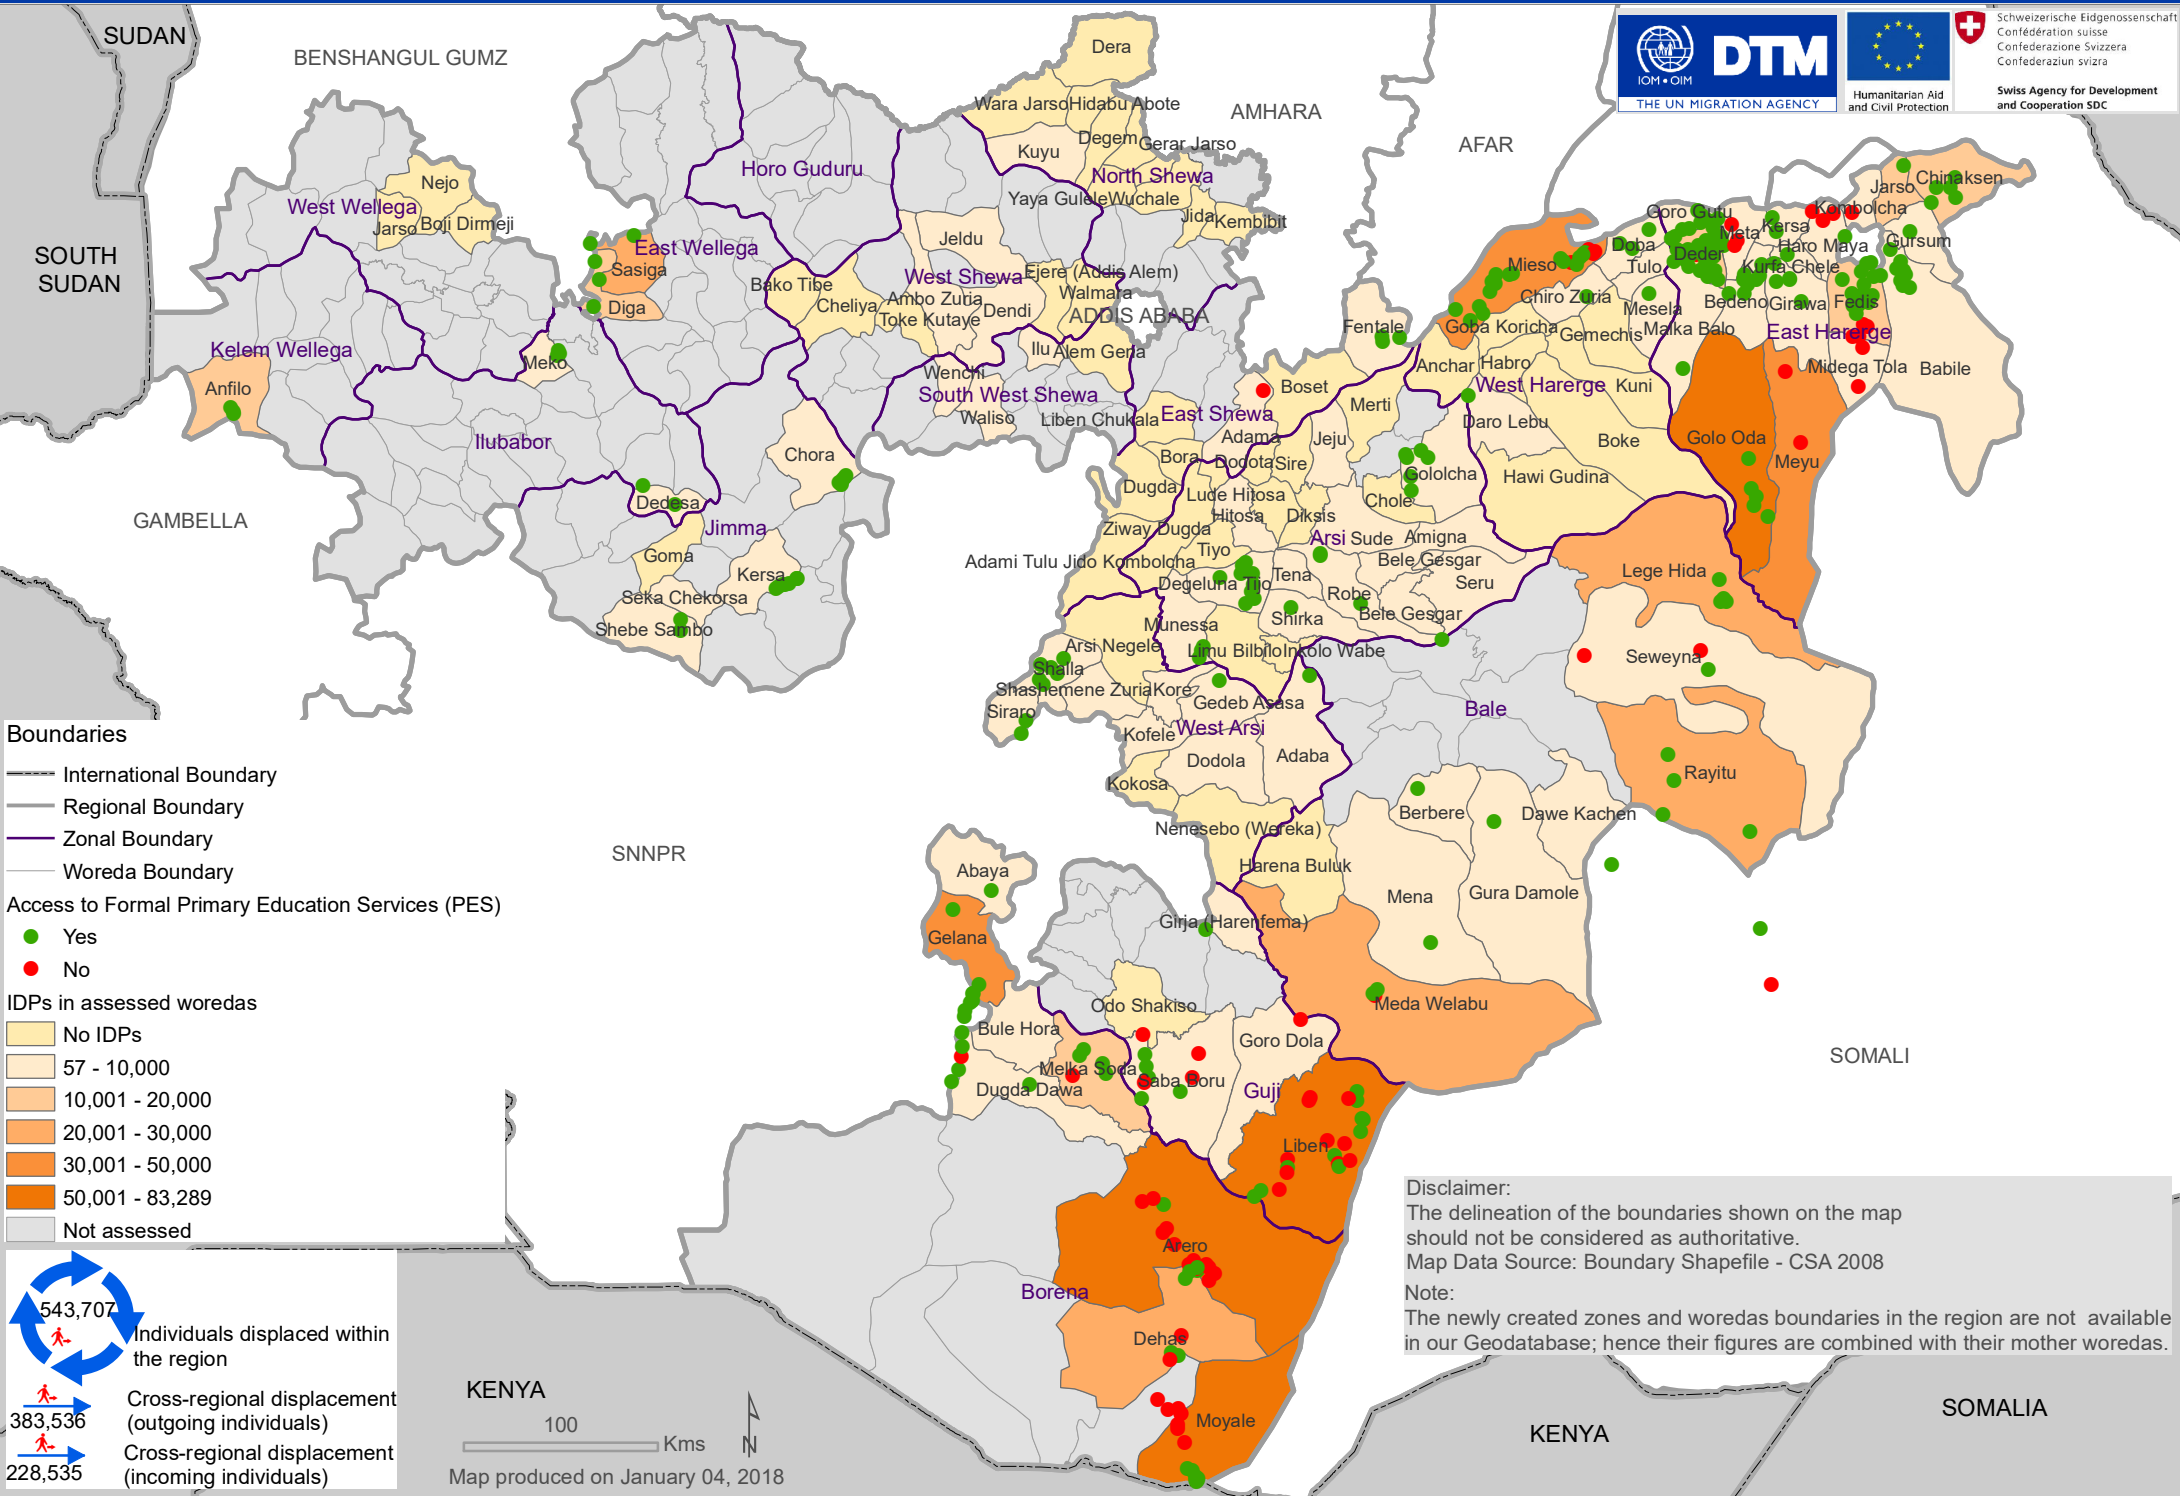 SUDAN
BENSHANGUL GUMZ
Dera
IOM • OIM
DTM
THE UN MIGRATION AGENCY
Humanitarian Aid
and Civil Protection
Schweizerische Eidgenossenschaft
Confédération suisse
Confederazione Svizzera
Confederaziun svizra
Swiss Agency for Development
and Cooperation SDC
Wara Jarso
Hidabu Abote
AMHARA
AFAR
Degem
Gerar Jarso
Kuyu
Horo Guduru
North Shewa
Nejo
Yaya Gulele
Wuchale
Chinaksen
Jarso
West Wellega
Jarso
Boji Dirmeji
Jida
Kembibit
Goro Gutu
Kombolcha
Meta
Kersa
SOUTH
SUDAN
East Wellega
Jeldu
Doba
Deder
Haro Maya
Gursum
Sasiga
West Shewa
Ejere (Addis Alem)
Mieso
Tulo
Kurfa Chele
Bako Tibe
Walmara
Diga
Cheliya
Ambo Zuria
Dendi
Toke Kutaye
ADDIS ABABA
Chiro Zuria
Mesela
Bedeno
Girawa
Fedis
Fentale
Goba Koricha
Gemechis
Malka Balo
East Harerge
Kelem Wellega
Meko
Ilu
Alem Gena
Anchar
Habro
Midega Tola
Babile
Anfilo
Wenchi
South West Shewa
Boset
West Harerge
Kuni
Waliso
Liben Chukala
East Shewa
Merti
Daro Lebu
Ilubabor
Adama
Jeju
Boke
Golo Oda
Chora
Bora
Dodota
Sire
Gololcha
Hawi Gudina
Meyu
Dugda
Lude Hitosa
Chole
Dedesa
Hitosa
Diksis
GAMBELLA
Jimma
Ziway Dugda
Arsi
Sude
Amigna
Goma
Tiyo
Adami Tulu Jido Kombolcha
Bele Gesgar
Kersa
Degeluna Tijo
Tena
Seru
Lege Hida
Seka Chekorsa
Robe
Bele Gesgar
Shebe Sambo
Munessa
Shirka
Arsi Negele
Limu Bilbilo
Inkolo Wabe
Shalla
Seweyna
Shashemene Zuria
Kore
Siraro
Gedeb Asasa
Bale
Kofele
West Arsi
Dodola
Adaba
Rayitu
Kokosa
Berbere
Dawe Kachen
Nenesebo (Wereka)
SNNPR
Harena Buluk
Abaya
Mena
Gura Damole
Gelana
Girja (Harenfema)
Odo Shakiso
Meda Welabu
Bule Hora
Goro Dola
SOMALI
Melka Soda
Saba Boru
Dugda Dawa
Guji
Liben
Arero
Borena
Dehas
Moyale
Boundaries
International Boundary
Regional Boundary
Zonal Boundary
Woreda Boundary
Access to Formal Primary Education Services (PES)
Yes
No
IDPs in assessed woredas
No IDPs
57 - 10,000
10,001 - 20,000
20,001 - 30,000
30,001 - 50,000
50,001 - 83,289
Not assessed
543,707
Individuals displaced within
the region
Cross-regional displacement
383,536
(outgoing individuals)
Cross-regional displacement
228,535
(incoming individuals)
KENYA
100
Kms
N
Map produced on January 04, 2018
Disclaimer:
The delineation of the boundaries shown on the map
should not be considered as authoritative.
Map Data Source: Boundary Shapefile - CSA 2008
Note:
The newly created zones and woredas boundaries in the region are not  available
in our Geodatabase; hence their figures are combined with their mother woredas.
KENYA
SOMALIA